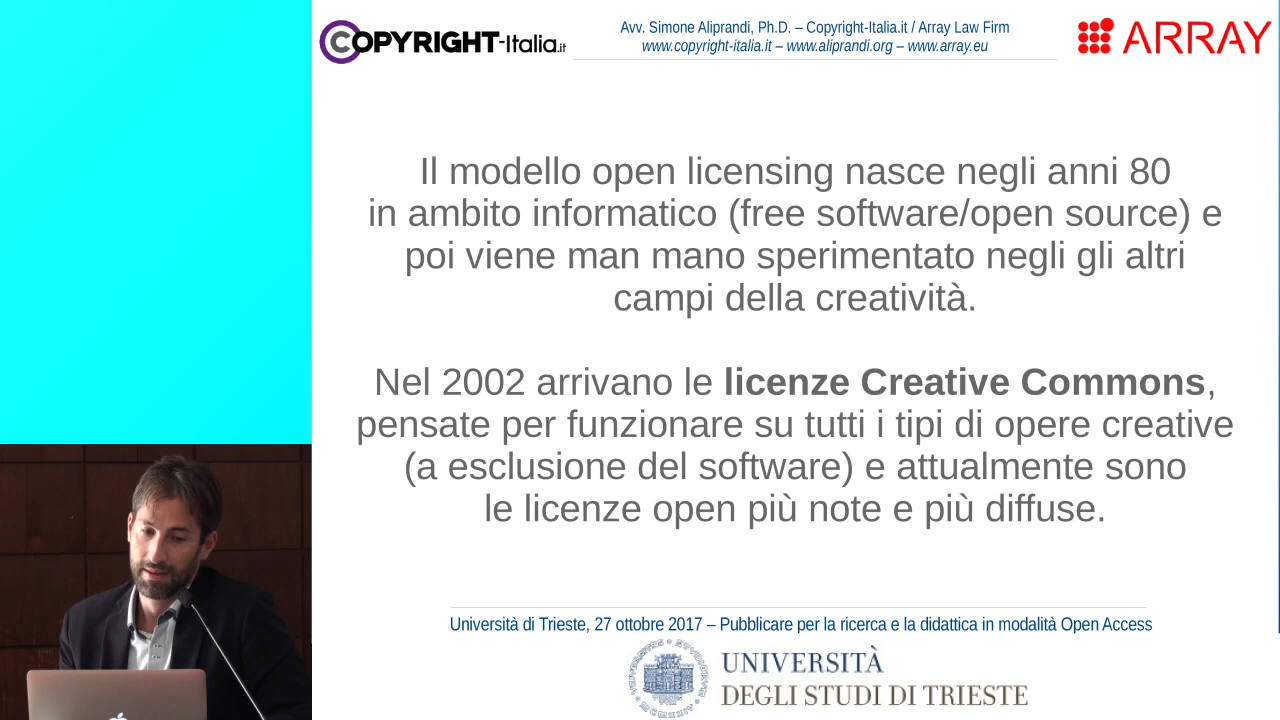 COPYRIGHT-Italia.it
Avv. Simone Aliprandi, Ph.D. – Copyright-Italia.it / Array Law Firm
www.copyright-italia.it – www.aliprandi.org – www.array.eu
ARRAY
Il modello open licensing nasce negli anni 80
in ambito informatico (free software/open source) e
poi viene man mano sperimentato negli gli altri
campi della creatività.
Nel 2002 arrivano le licenze Creative Commons,
pensate per funzionare su tutti i tipi di opere creative
(a esclusione del software) e attualmente sono
le licenze open più note e più diffuse.
Università di Trieste, 27 ottobre 2017 – Pubblicare per la ricerca e la didattica in modalità Open Access
UNIVERSITÀ
DEGLI STUDI DI TRIESTE